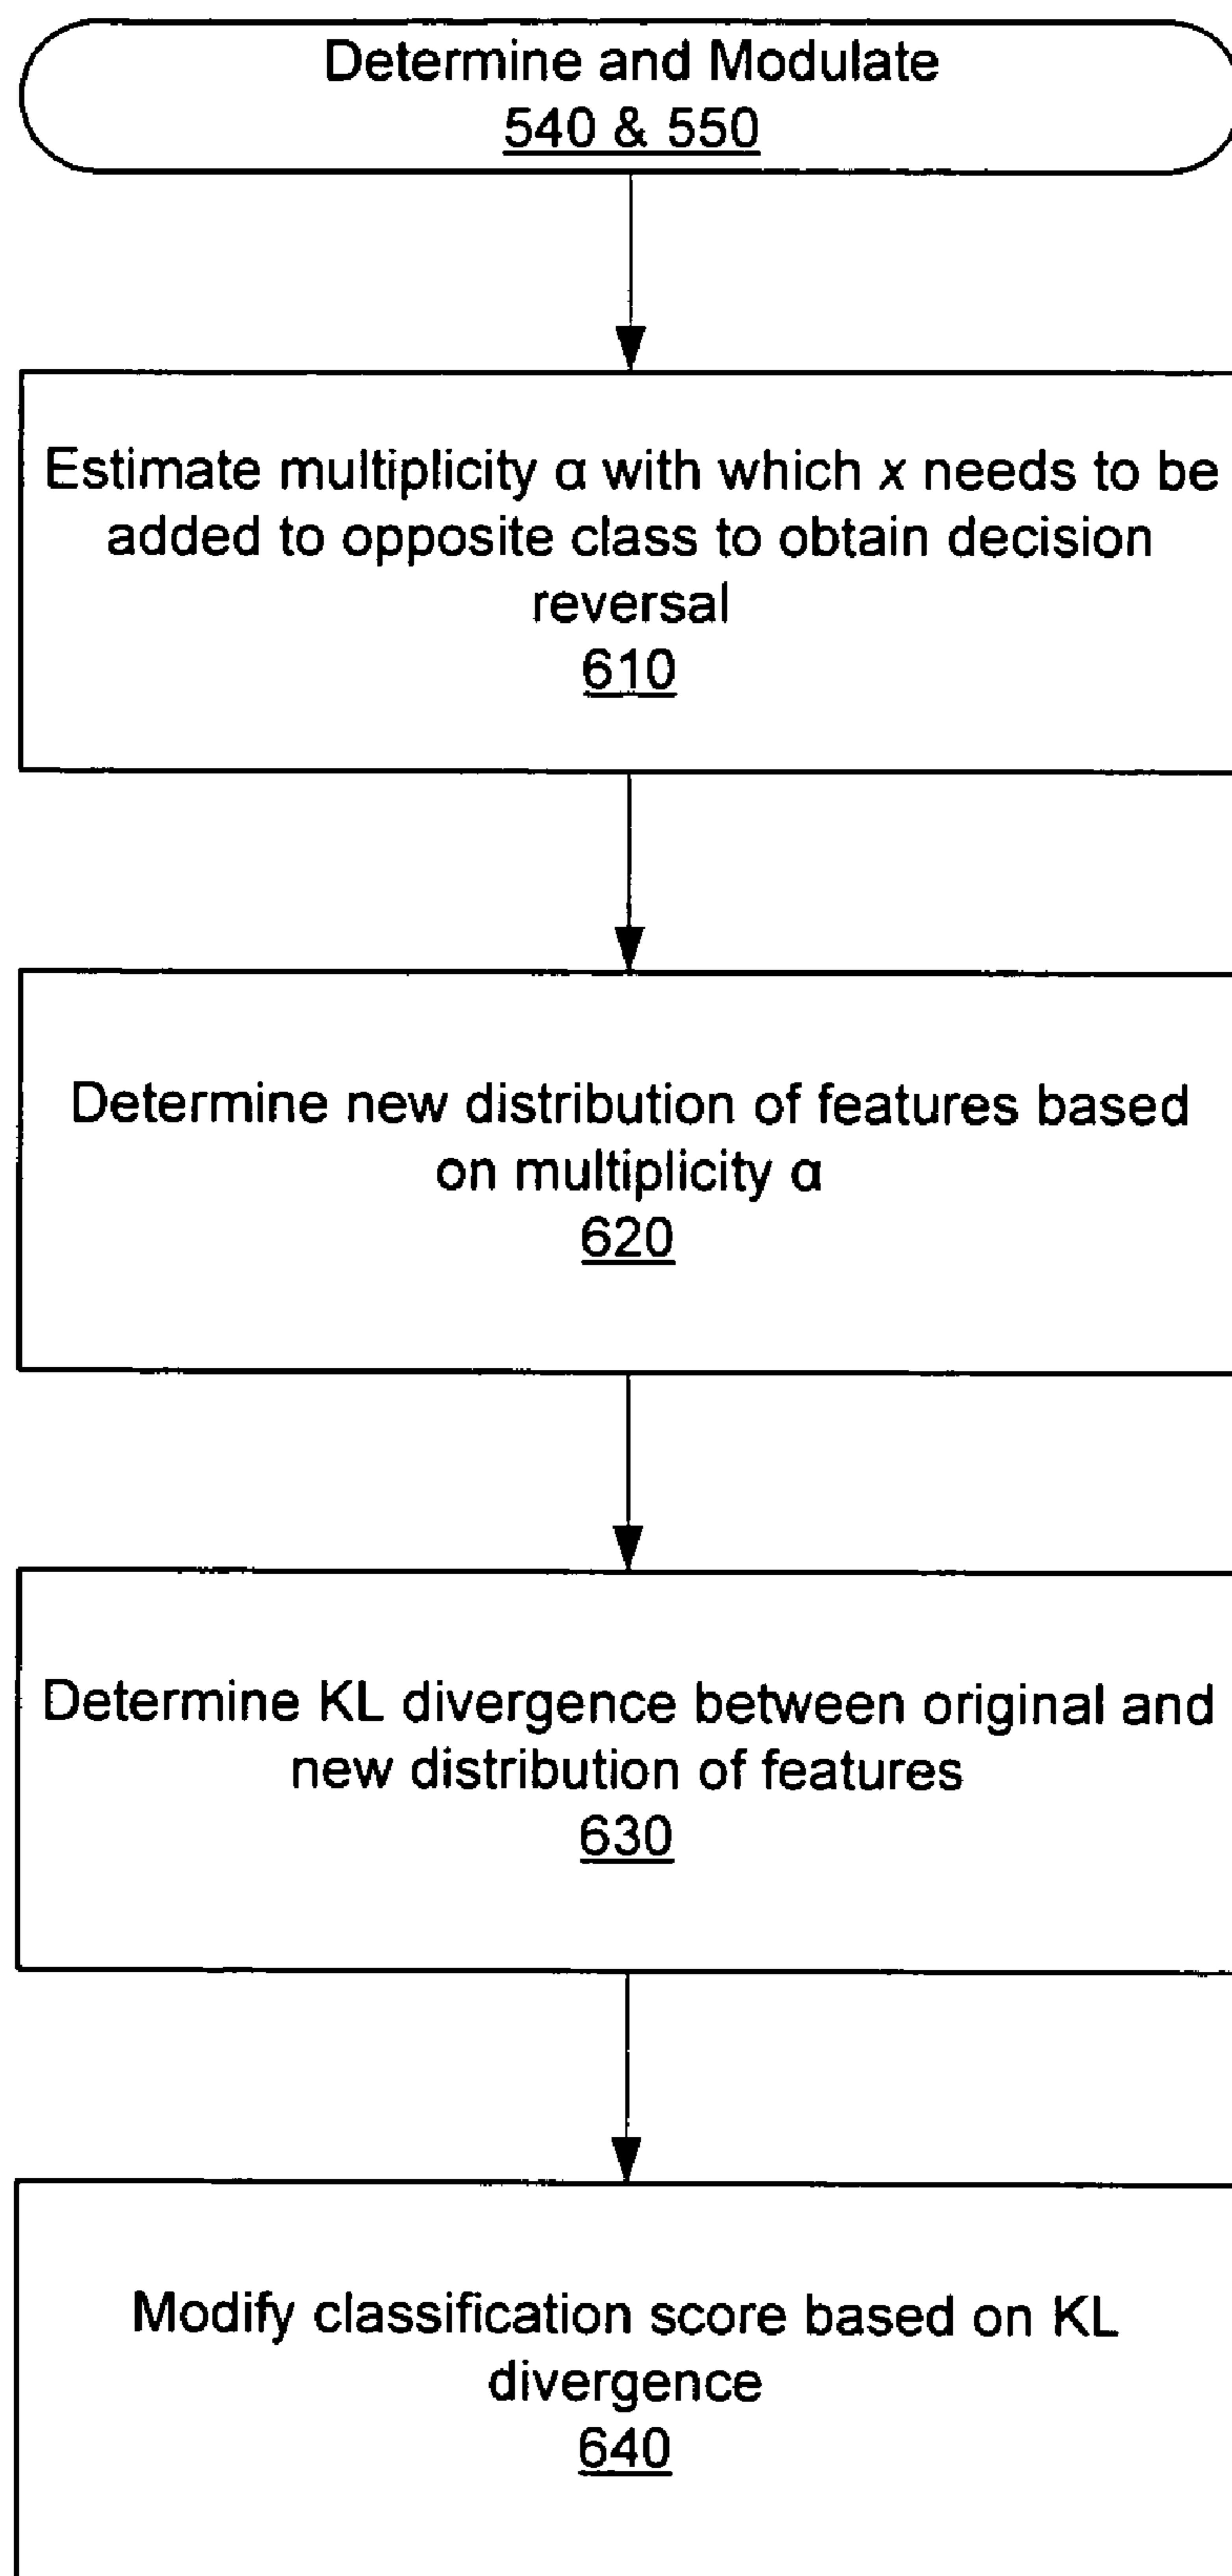 Determine and Modulate
540 & 550
Estimate multiplicity α with which x needs to be
added to opposite class to obtain decision
reversal
610
Determine new distribution of features based
on multiplicity α
620
Determine KL divergence between original and
new distribution of features
630
Modify classification score based on KL
divergence
640